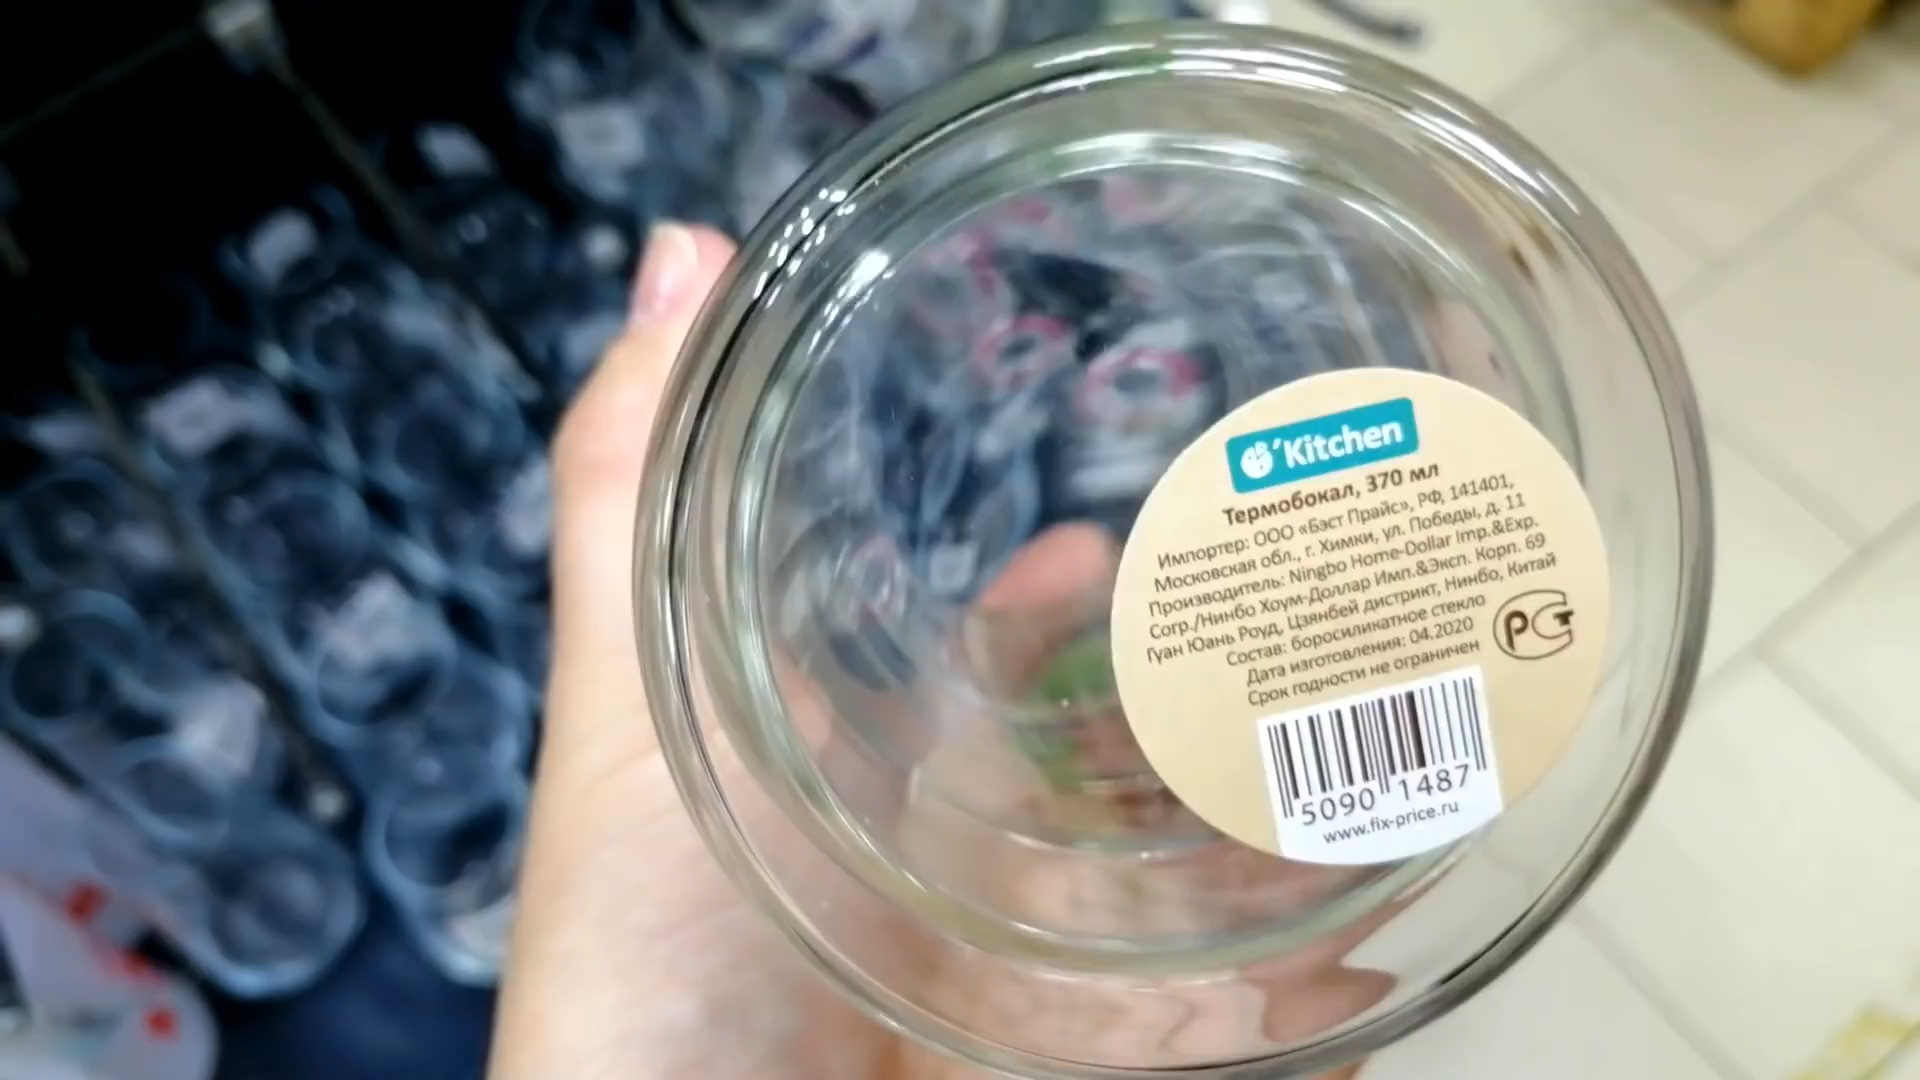 'Kitchen
Термобокал, 370 мл
Импортер: ООО «Бэст Прайс», РФ, 141401,
Московская обл., г. Химки, ул. Победы, д. 11
Производитель: Ningbo Home-Dollar Imp.&Exp.
Corp./Нинбо Хоум-Доллар Имп.&Эксп. Корп. 69
Гуан Юань Роуд, Цзянбей дистрикт, Нинбо, Китай
Состав: боросиликатное стекло
Дата изготовления: 04.2020
Срок годности не ограничен
РСТ
5090 1487
www.fix-price.ru